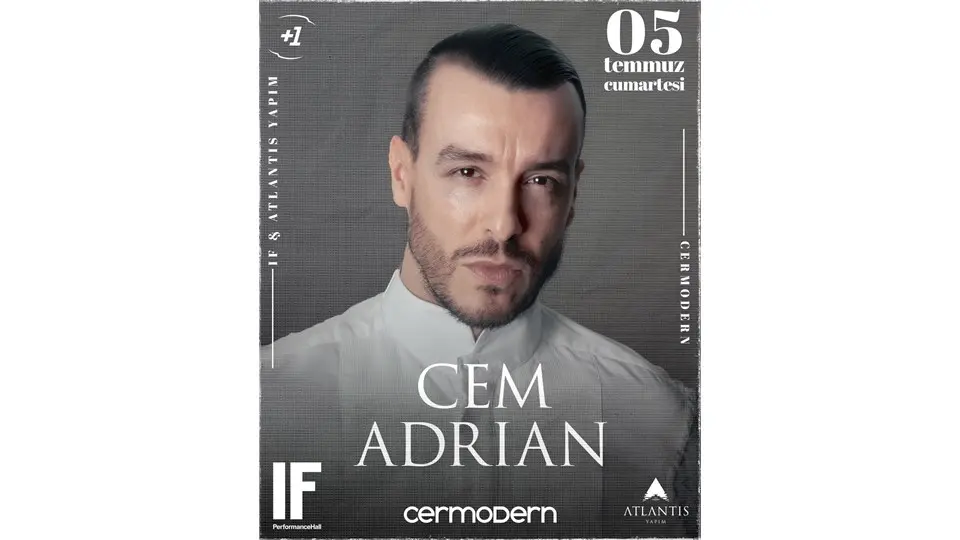 +1
05
temmuz
cumartesi
IF & ATLANTIS YAPIM
CERMODERN
CEM
ADRIAN
IF
PerformanceHall
cermodern
ATLANTIS
YAPIM